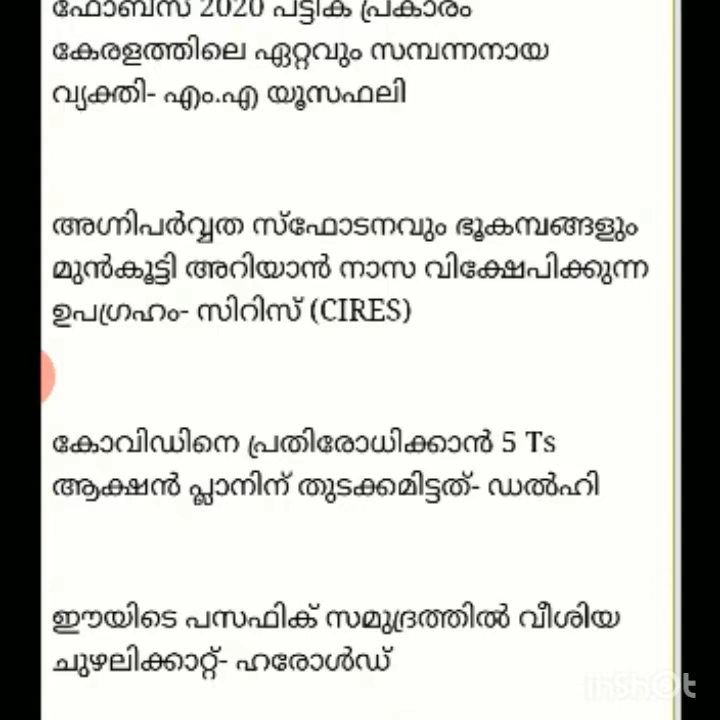 ഫോബ്സ് 2020 പട്ടിക പ്രകാരം
കേരളത്തിലെ ഏറ്റവും സമ്പന്നനായ
വ്യക്തി- എം.എ യൂസഫലി
അഗ്നിപർവ്വത സ്ഫോടനവും ഭൂകമ്പങ്ങളും
മുൻകൂട്ടി അറിയാൻ നാസ വിക്ഷേപിക്കുന്ന
ഉപഗ്രഹം- സിറിസ് (CIRES)
കോവിഡിനെ പ്രതിരോധിക്കാൻ 5 Ts
ആക്ഷൻ പ്ലാനിന് തുടക്കമിട്ടത്- ഡൽഹി
ഈയിടെ പസഫിക് സമുദ്രത്തിൽ വീശിയ
ചുഴലിക്കാറ്റ്- ഹരോൾഡ്
InShOt